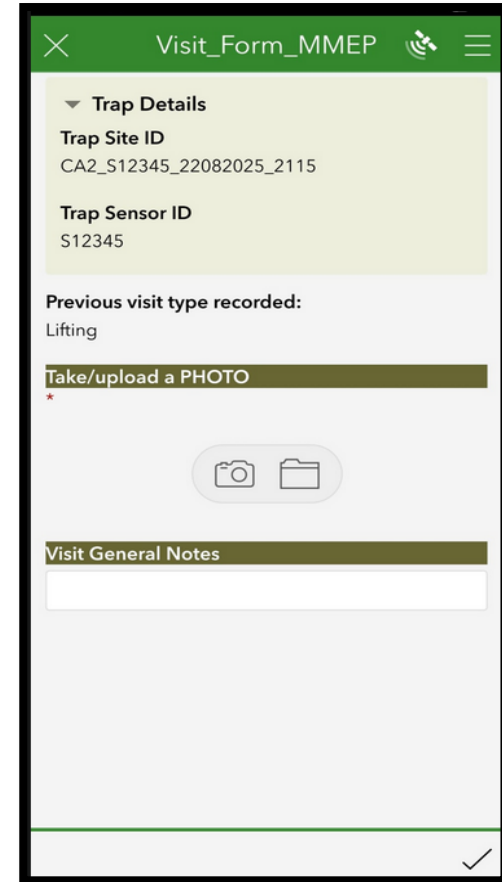 Visit_Form_MMEP
Trap Details
Trap Site ID
CA2_S12345_22082025_2115
Trap Sensor ID
S12345
Previous visit type recorded:
Lifting
Take/upload a PHOTO
*
Visit General Notes